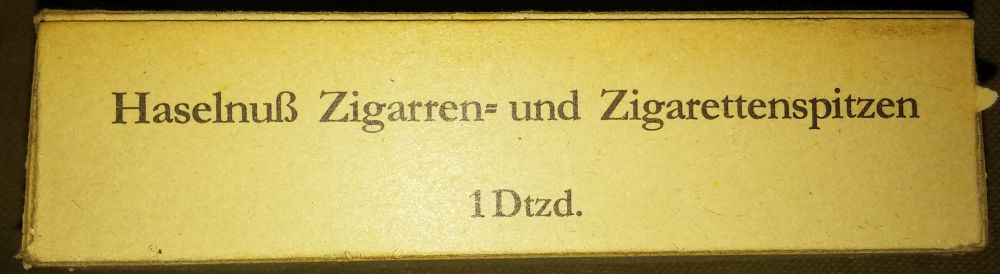 Haselnuß Zigarren- und Zigarettenspitzen
1 Dtzd.